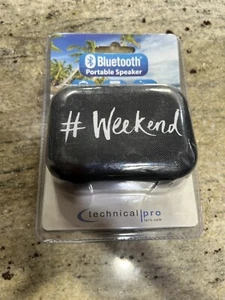 Bluetooth®
Portable Speaker
# Weekend
technical pro